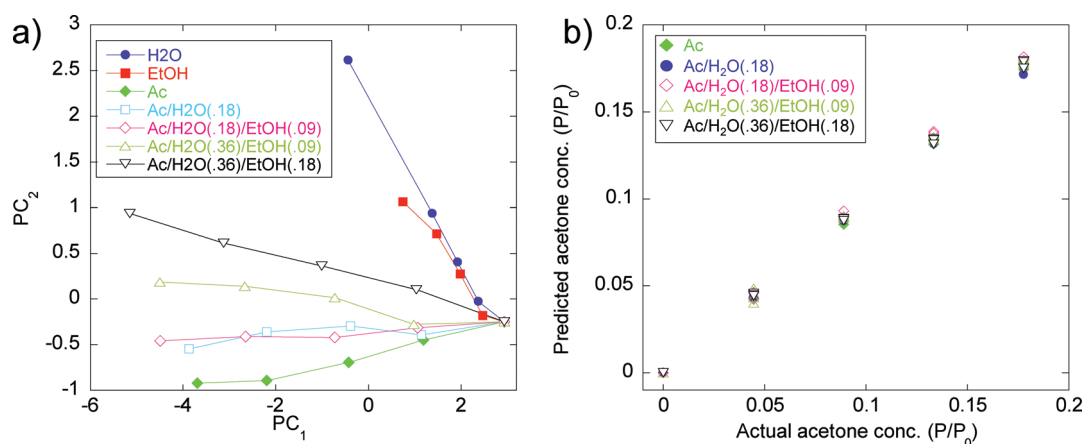 a)
3
2.5
2
1.5
1
0.5
0
-0.5
-1
PC2
H2O
EtOH
Ac
Ac/H2O(.18)
Ac/H2O(.18)/EtOH(.09)
Ac/H2O(.36)/EtOH(.09)
Ac/H2O(.36)/EtOH(.18)
-6 -4 -2 0 2
PC1
b)
0.2
0.15
0.1
0.05
0
Predicted acetone conc. (P/P0)
Ac
Ac/H2O(.18)
Ac/H2O(.18)/EtOH(.09)
Ac/H2O(.36)/EtOH(.09)
Ac/H2O(.36)/EtOH(.18)
0 0.05 0.1 0.15 0.2
Actual acetone conc. (P/P0)